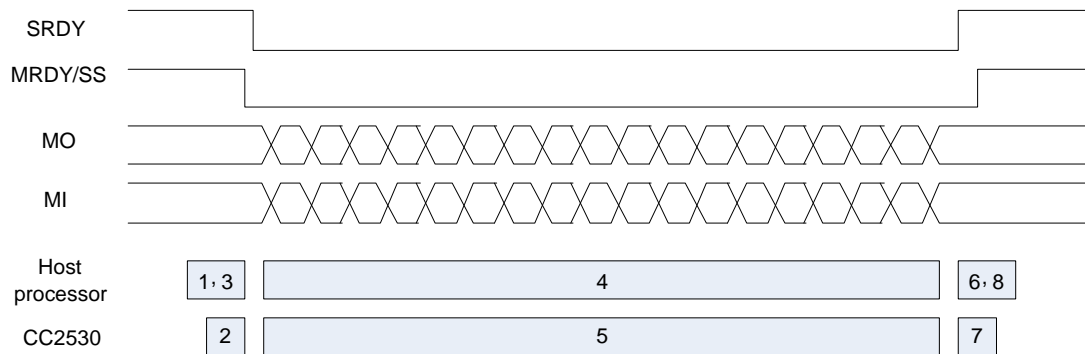 SRDY
MRDY/SS
MO
MI
Host
processor
1, 3
4
6, 8
CC2530
2
5
7